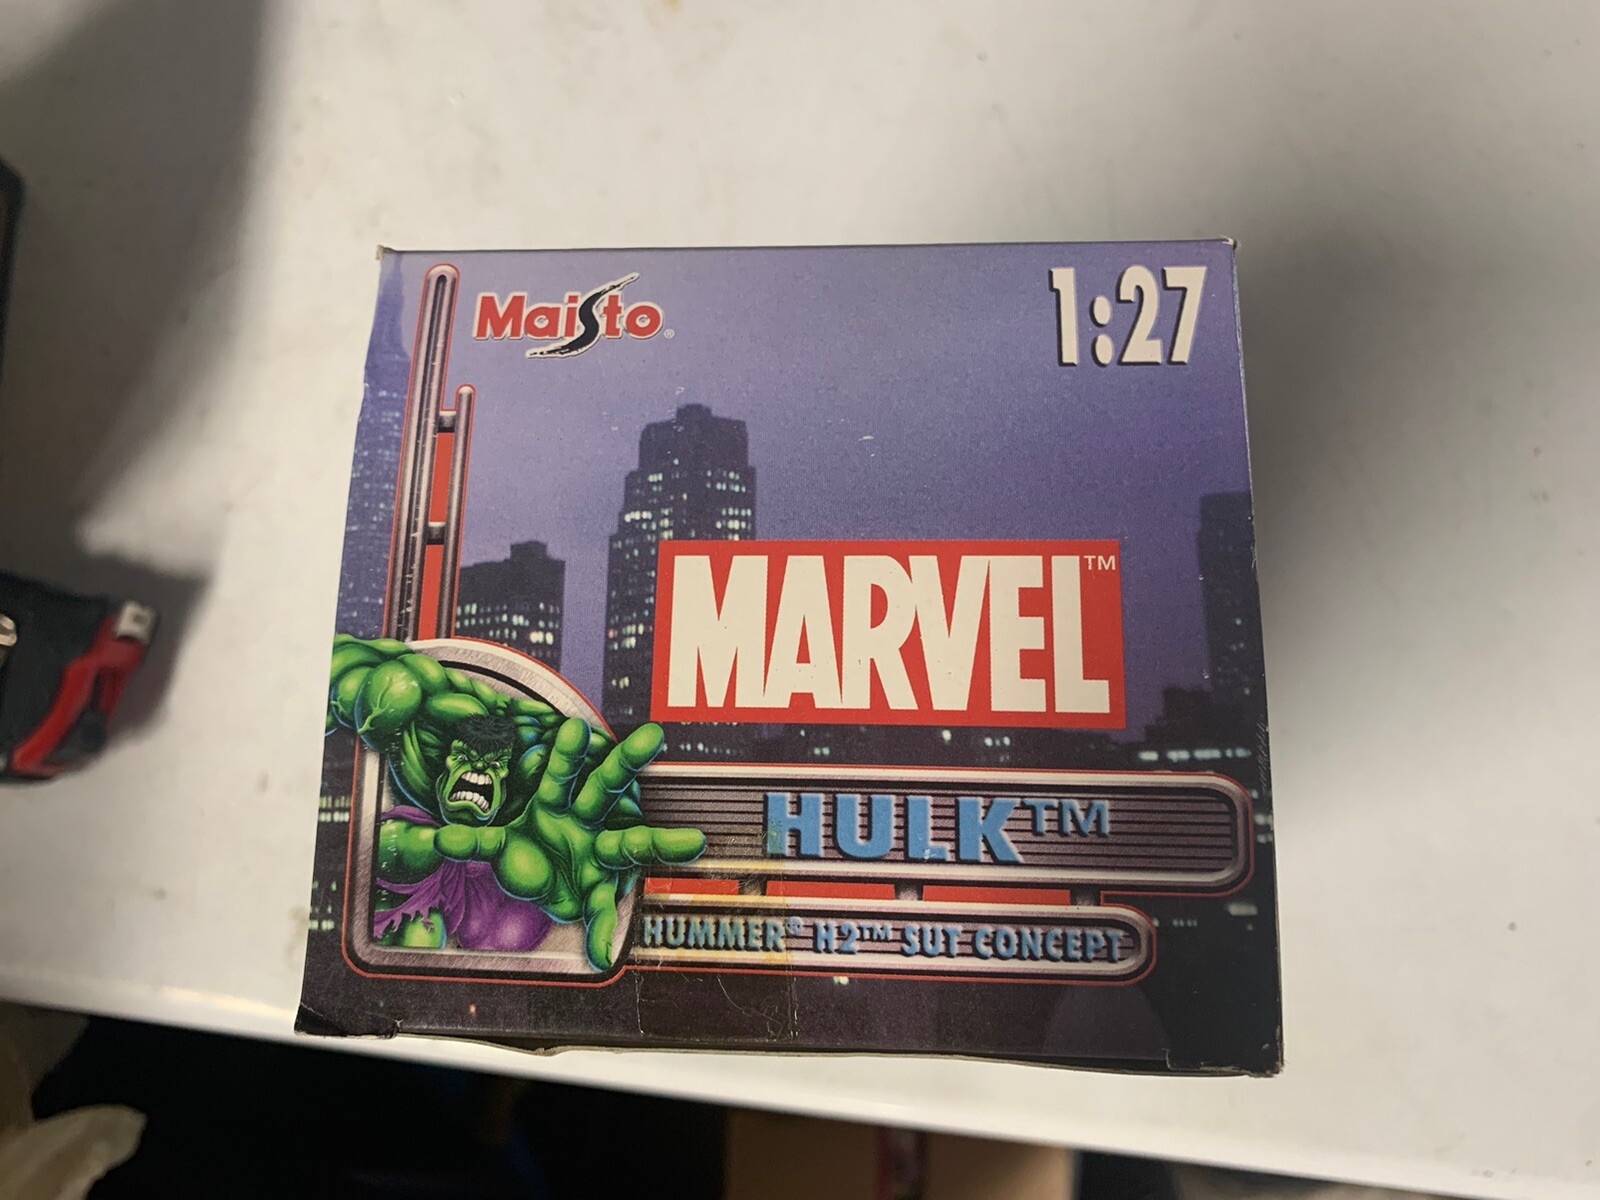 Maisto®
1:27
MARVEL™
HULK™
HUMMER® H2™ SUT CONCEPT